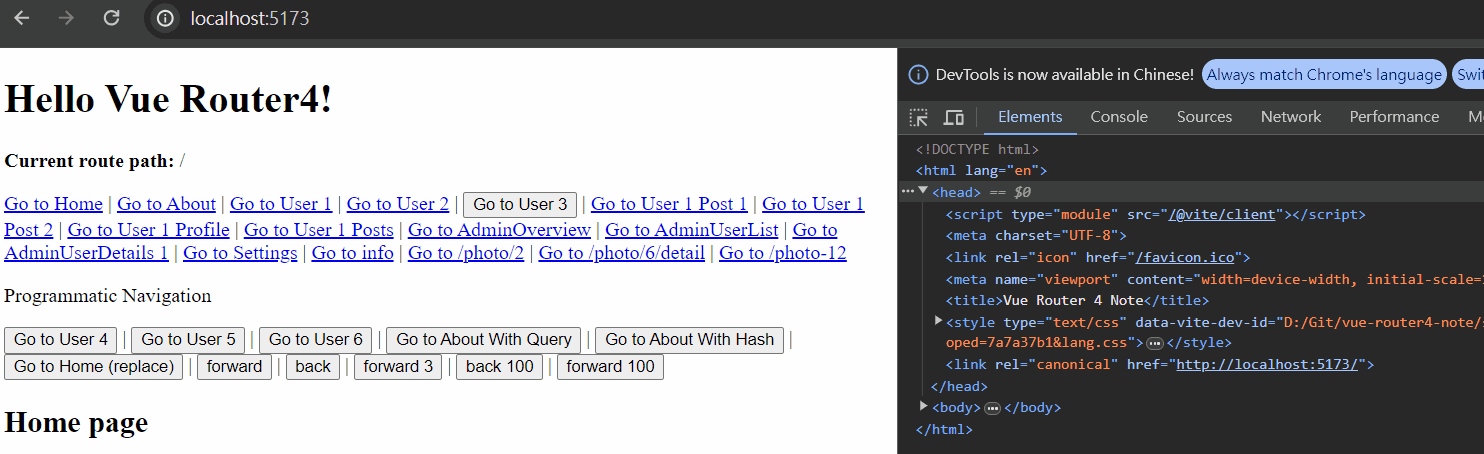 localhost:5173
Hello Vue Router4!
Current route path: /
Go to Home | Go to About | Go to User 1 | Go to User 2 | Go to User 3 | Go to User 1 Post 1 | Go to User 1
Post 2 | Go to User 1 Profile | Go to User 1 Posts | Go to AdminOverview | Go to AdminUserList | Go to
AdminUserDetails 1 | Go to Settings | Go to info | Go to /photo/2 | Go to /photo/6/detail | Go to /photo-12
Programmatic Navigation
Go to User 4 | Go to User 5 | Go to User 6 | Go to About With Query | Go to About With Hash |
Go to Home (replace) | forward | back | forward 3 | back 100 | forward 100
Home page
DevTools is now available in Chinese! Always match Chrome's language
Elements Console Sources Network Performance
<!DOCTYPE html>
<html lang="en">
<head> == $0
<script type="module" src="/@vite/client"></script>
<meta charset="UTF-8">
<link rel="icon" href="/favicon.ico">
<meta name="viewport" content="width=device-width, initial-scale=
<title>Vue Router 4 Note</title>
<style type="text/css" data-vite-dev-id="D:/Git/vue-router4-note/
oped=7a7a37b1&lang.css">…</style>
<link rel="canonical" href="http://localhost:5173/">
</head>
<body>…</body>
</html>